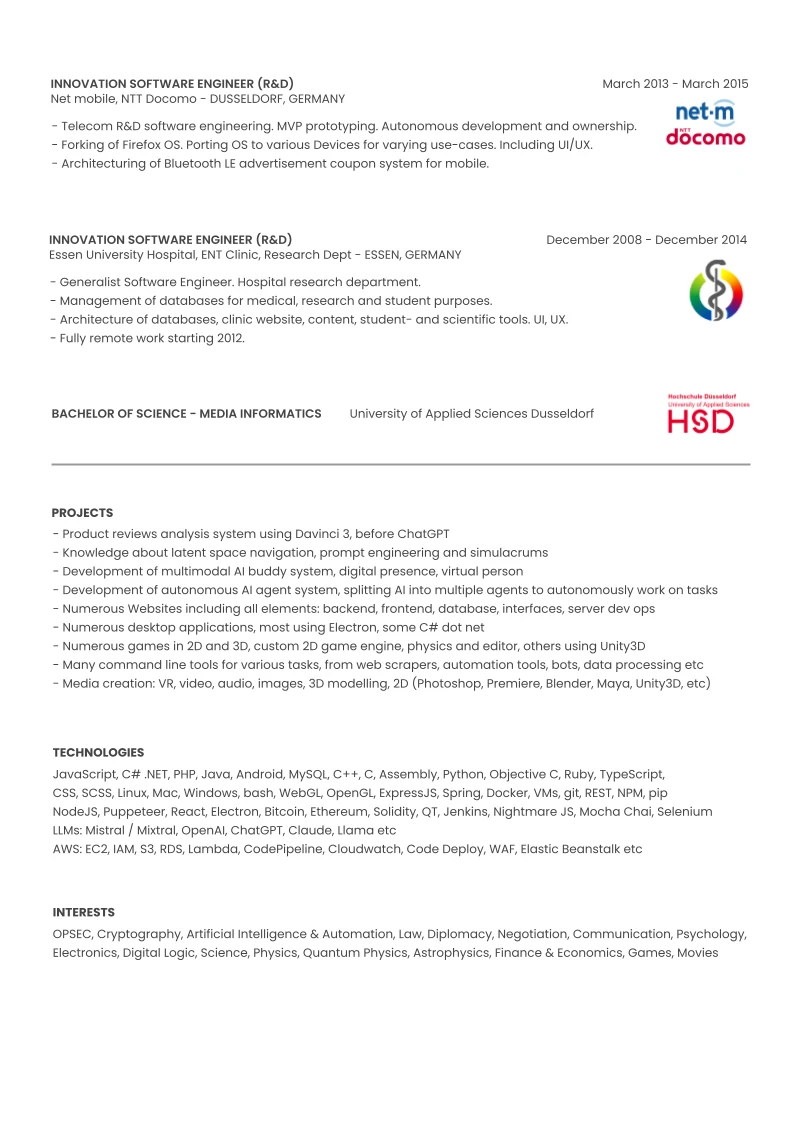 INNOVATION SOFTWARE ENGINEER (R&D) March 2013 - March 2015
Net mobile, NTT Docomo - DUSSELDORF, GERMANY
net·m
NTT
docomo
- Telecom R&D software engineering. MVP prototyping. Autonomous development and ownership.
- Forking of Firefox OS. Porting OS to various Devices for varying use-cases. Including UI/UX.
- Architecturing of Bluetooth LE advertisement coupon system for mobile.
INNOVATION SOFTWARE ENGINEER (R&D) December 2008 - December 2014
Essen University Hospital, ENT Clinic, Research Dept - ESSEN, GERMANY
- Generalist Software Engineer. Hospital research department.
- Management of databases for medical, research and student purposes.
- Architecture of databases, clinic website, content, student- and scientific tools. UI, UX.
- Fully remote work starting 2012.
BACHELOR OF SCIENCE - MEDIA INFORMATICS University of Applied Sciences Dusseldorf
Hochschule Düsseldorf
University of Applied Sciences
HSD
PROJECTS
- Product reviews analysis system using Davinci 3, before ChatGPT
- Knowledge about latent space navigation, prompt engineering and simulacrums
- Development of multimodal AI buddy system, digital presence, virtual person
- Development of autonomous AI agent system, splitting AI into multiple agents to autonomously work on tasks
- Numerous Websites including all elements: backend, frontend, database, interfaces, server dev ops
- Numerous desktop applications, most using Electron, some C# dot net
- Numerous games in 2D and 3D, custom 2D game engine, physics and editor, others using Unity3D
- Many command line tools for various tasks, from web scrapers, automation tools, bots, data processing etc
- Media creation: VR, video, audio, images, 3D modelling, 2D (Photoshop, Premiere, Blender, Maya, Unity3D, etc)
TECHNOLOGIES
JavaScript, C# .NET, PHP, Java, Android, MySQL, C++, C, Assembly, Python, Objective C, Ruby, TypeScript,
CSS, SCSS, Linux, Mac, Windows, bash, WebGL, OpenGL, ExpressJS, Spring, Docker, VMs, git, REST, NPM, pip
NodeJS, Puppeteer, React, Electron, Bitcoin, Ethereum, Solidity, QT, Jenkins, Nightmare JS, Mocha Chai, Selenium
LLMs: Mistral / Mixtral, OpenAI, ChatGPT, Claude, Llama etc
AWS: EC2, IAM, S3, RDS, Lambda, CodePipeline, Cloudwatch, Code Deploy, WAF, Elastic Beanstalk etc
INTERESTS
OPSEC, Cryptography, Artificial Intelligence & Automation, Law, Diplomacy, Negotiation, Communication, Psychology,
Electronics, Digital Logic, Science, Physics, Quantum Physics, Astrophysics, Finance & Economics, Games, Movies